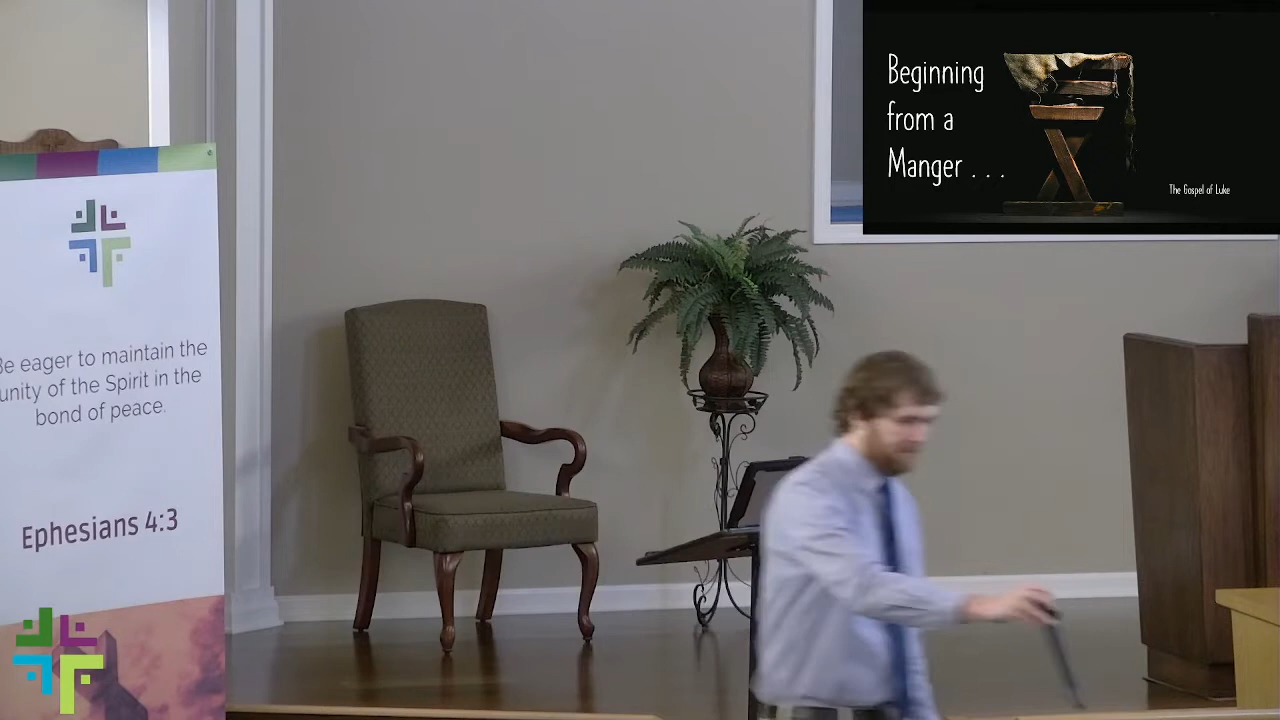 Be eager to maintain the
unity of the Spirit in the
bond of peace.
Ephesians 4:3
Beginning
from a
Manger . . .
The Gospel of Luke